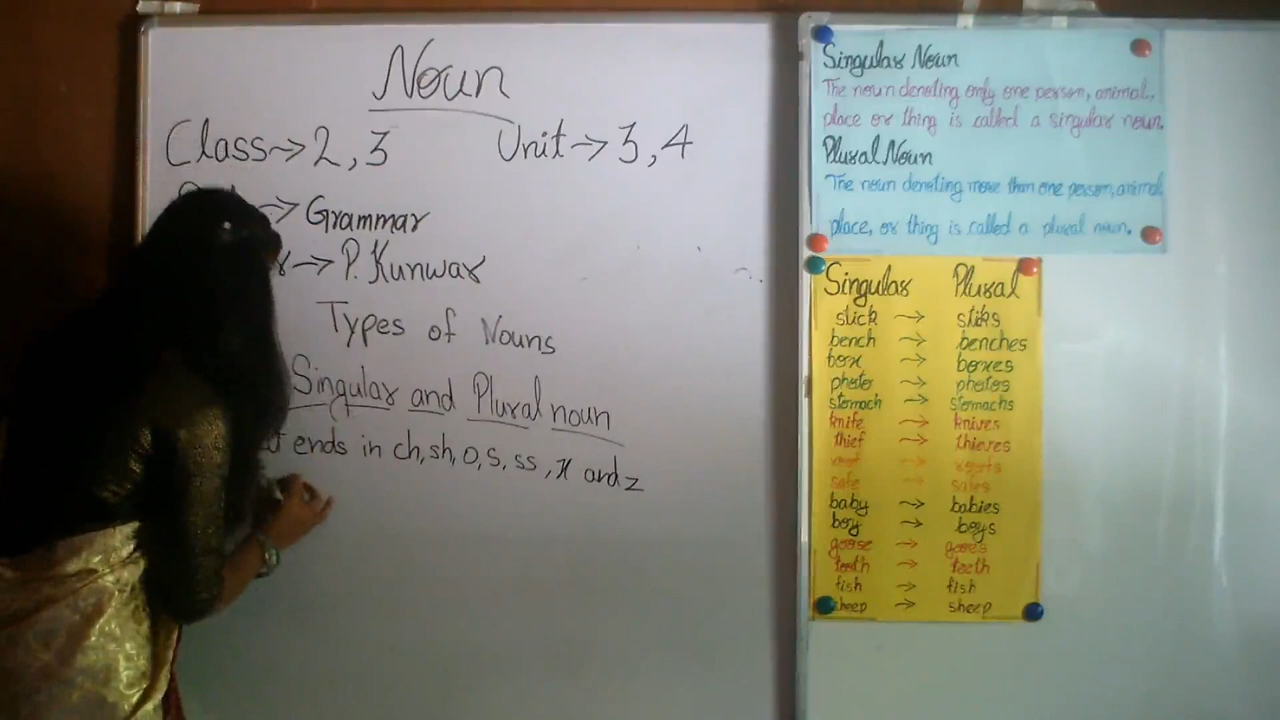 Noun
Class → 2, 3 Unit → 3, 4
→ Grammar
→ P. Kunwar
Types of Nouns
Singular and Plural noun
ends in ch, sh, o, s, ss, x and z
Singular Noun
The noun denoting only one person, animal,
place or thing is called a singular noun.
Plural Noun
The noun denoting more than one person, animal
place, or thing is called a plural noun.
Singular Plural
stick → stiks
bench → benches
box → boxes
photo → photos
stomach → stomachs
knife → knives
thief → thieves
→
safe → safes
baby → babies
boy → boys
goose →
→ teeth
fish → fish
sheep → sheep